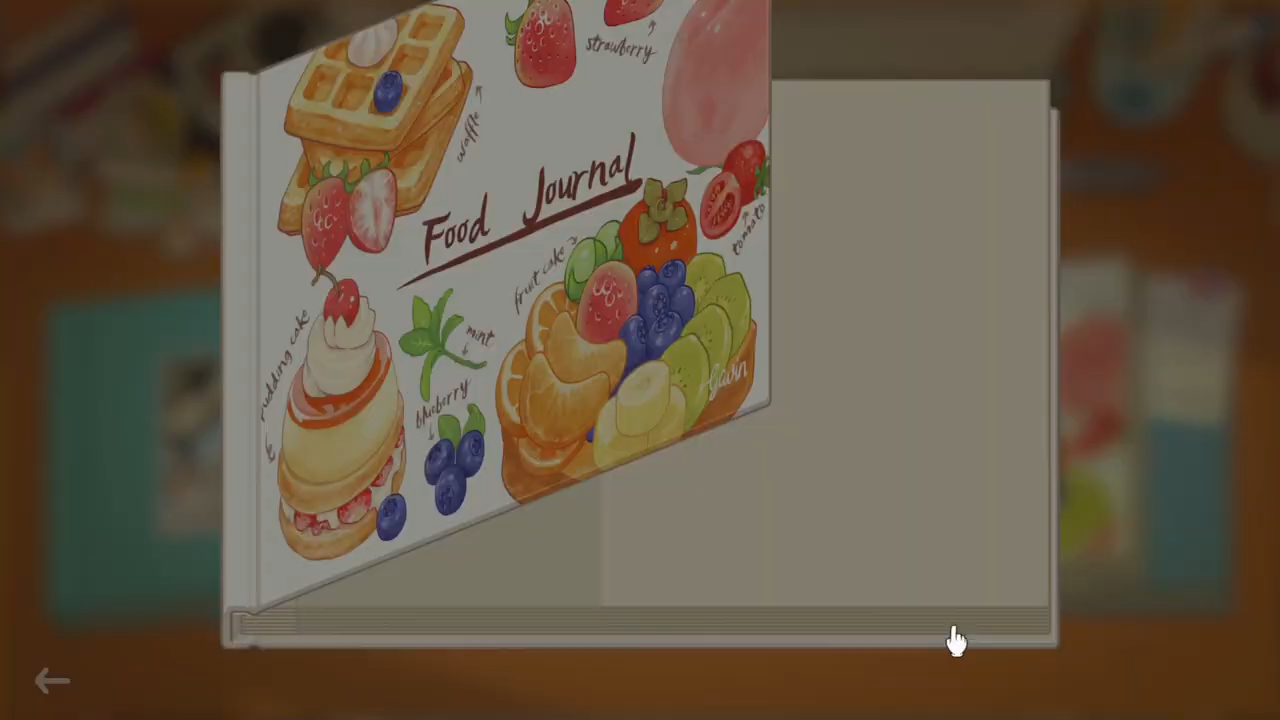 strawberry
waffle
Food Journal
tomato
fruit cake
pudding cake
mint
blueberry